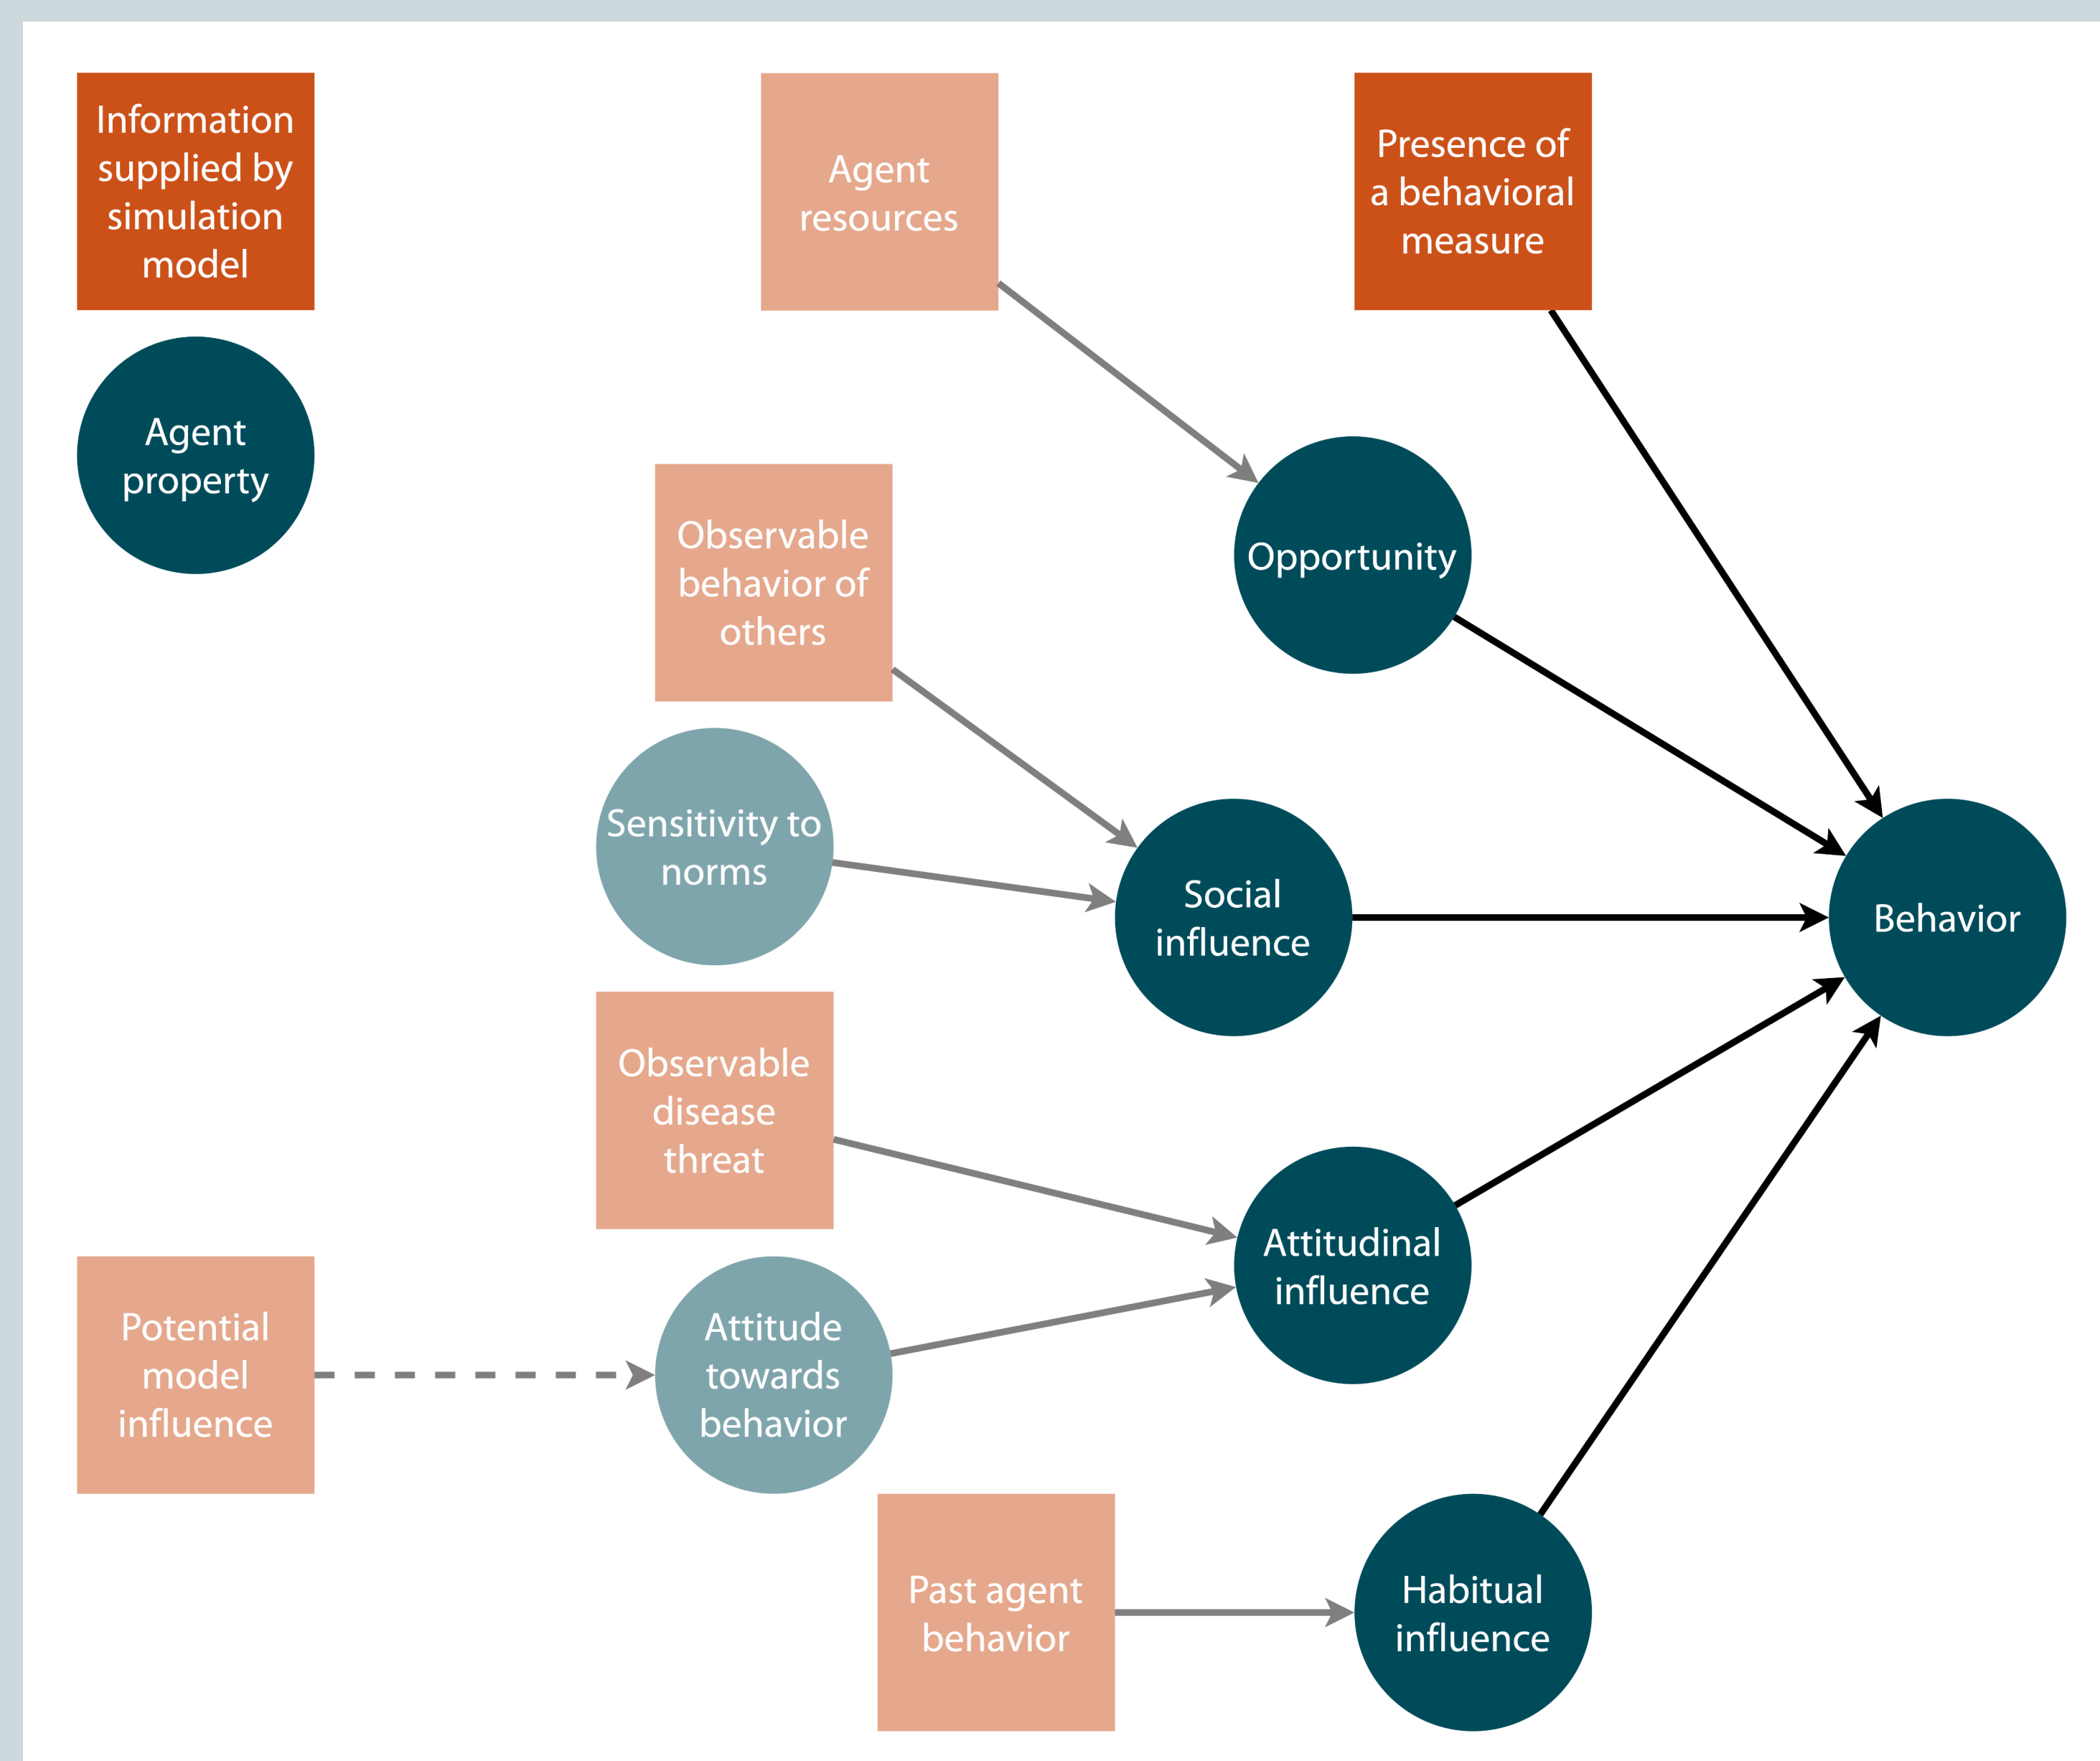 Information
supplied by
simulation
model
Agent
property
Agent
resources
Presence of
a behavioral
measure
Observable
behavior of
others
Opportunity
Sensitivity to
norms
Social
influence
Behavior
Observable
disease
threat
Attitudinal
influence
Potential
model
influence
Attitude
towards
behavior
Past agent
behavior
Habitual
influence